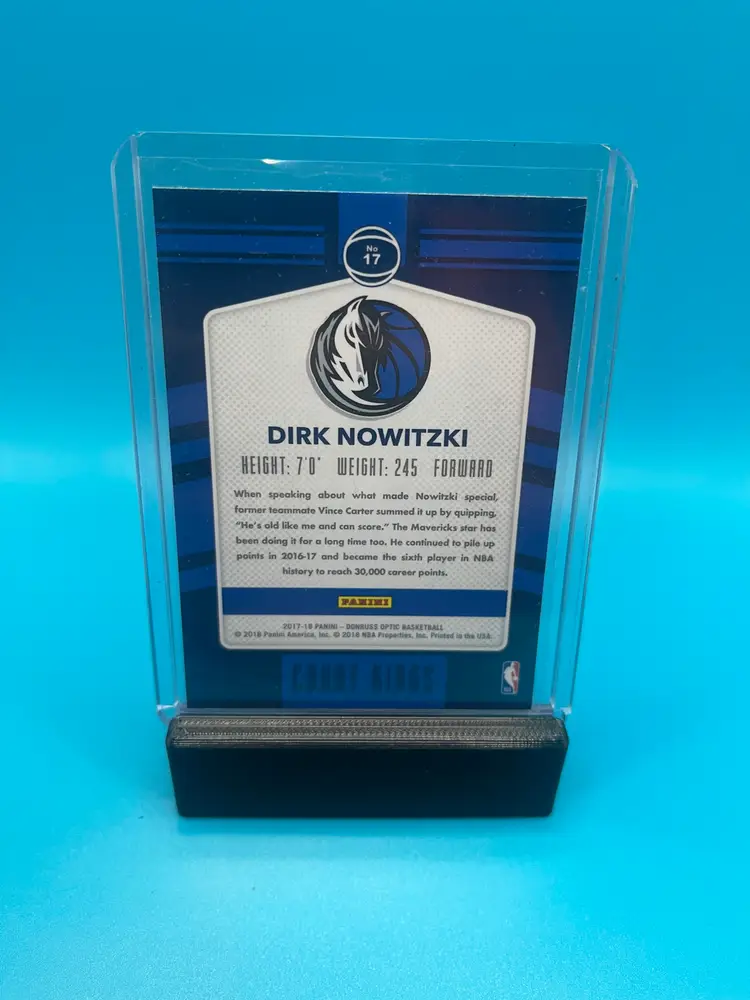 No
17
DIRK NOWITZKI
HEIGHT: 7'0" WEIGHT: 245 FORWARD
When speaking about what made Nowitzki special,
former teammate Vince Carter summed it up by quipping,
"He's old like me and can score." The Mavericks star has
been doing it for a long time too. He continued to pile up
points in 2016-17 and became the sixth player in NBA
history to reach 30,000 career points.
PANINI
2017-18 PANINI – DONRUSS OPTIC BASKETBALL
© 2018 Panini America, Inc. © 2018 NBA Properties, Inc. Printed in the USA.
COURT KINGS